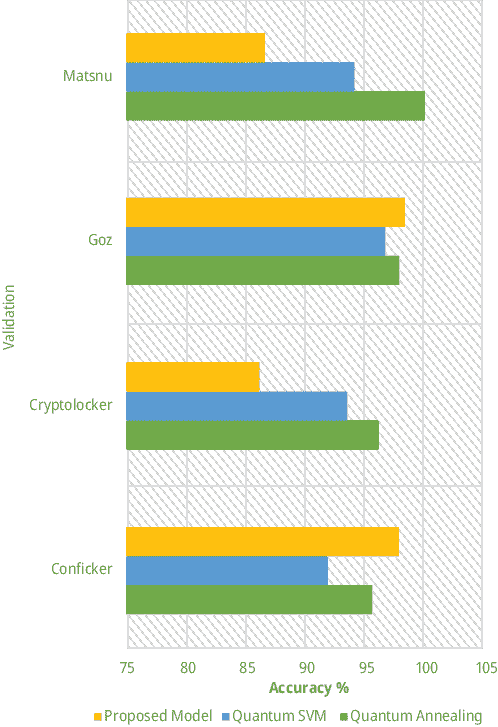 Matsnu
Goz
Validation
Cryptolocker
Conficker
75 80 85 90 95 100 105
Accuracy %
Proposed Model Quantum SVM Quantum Annealing